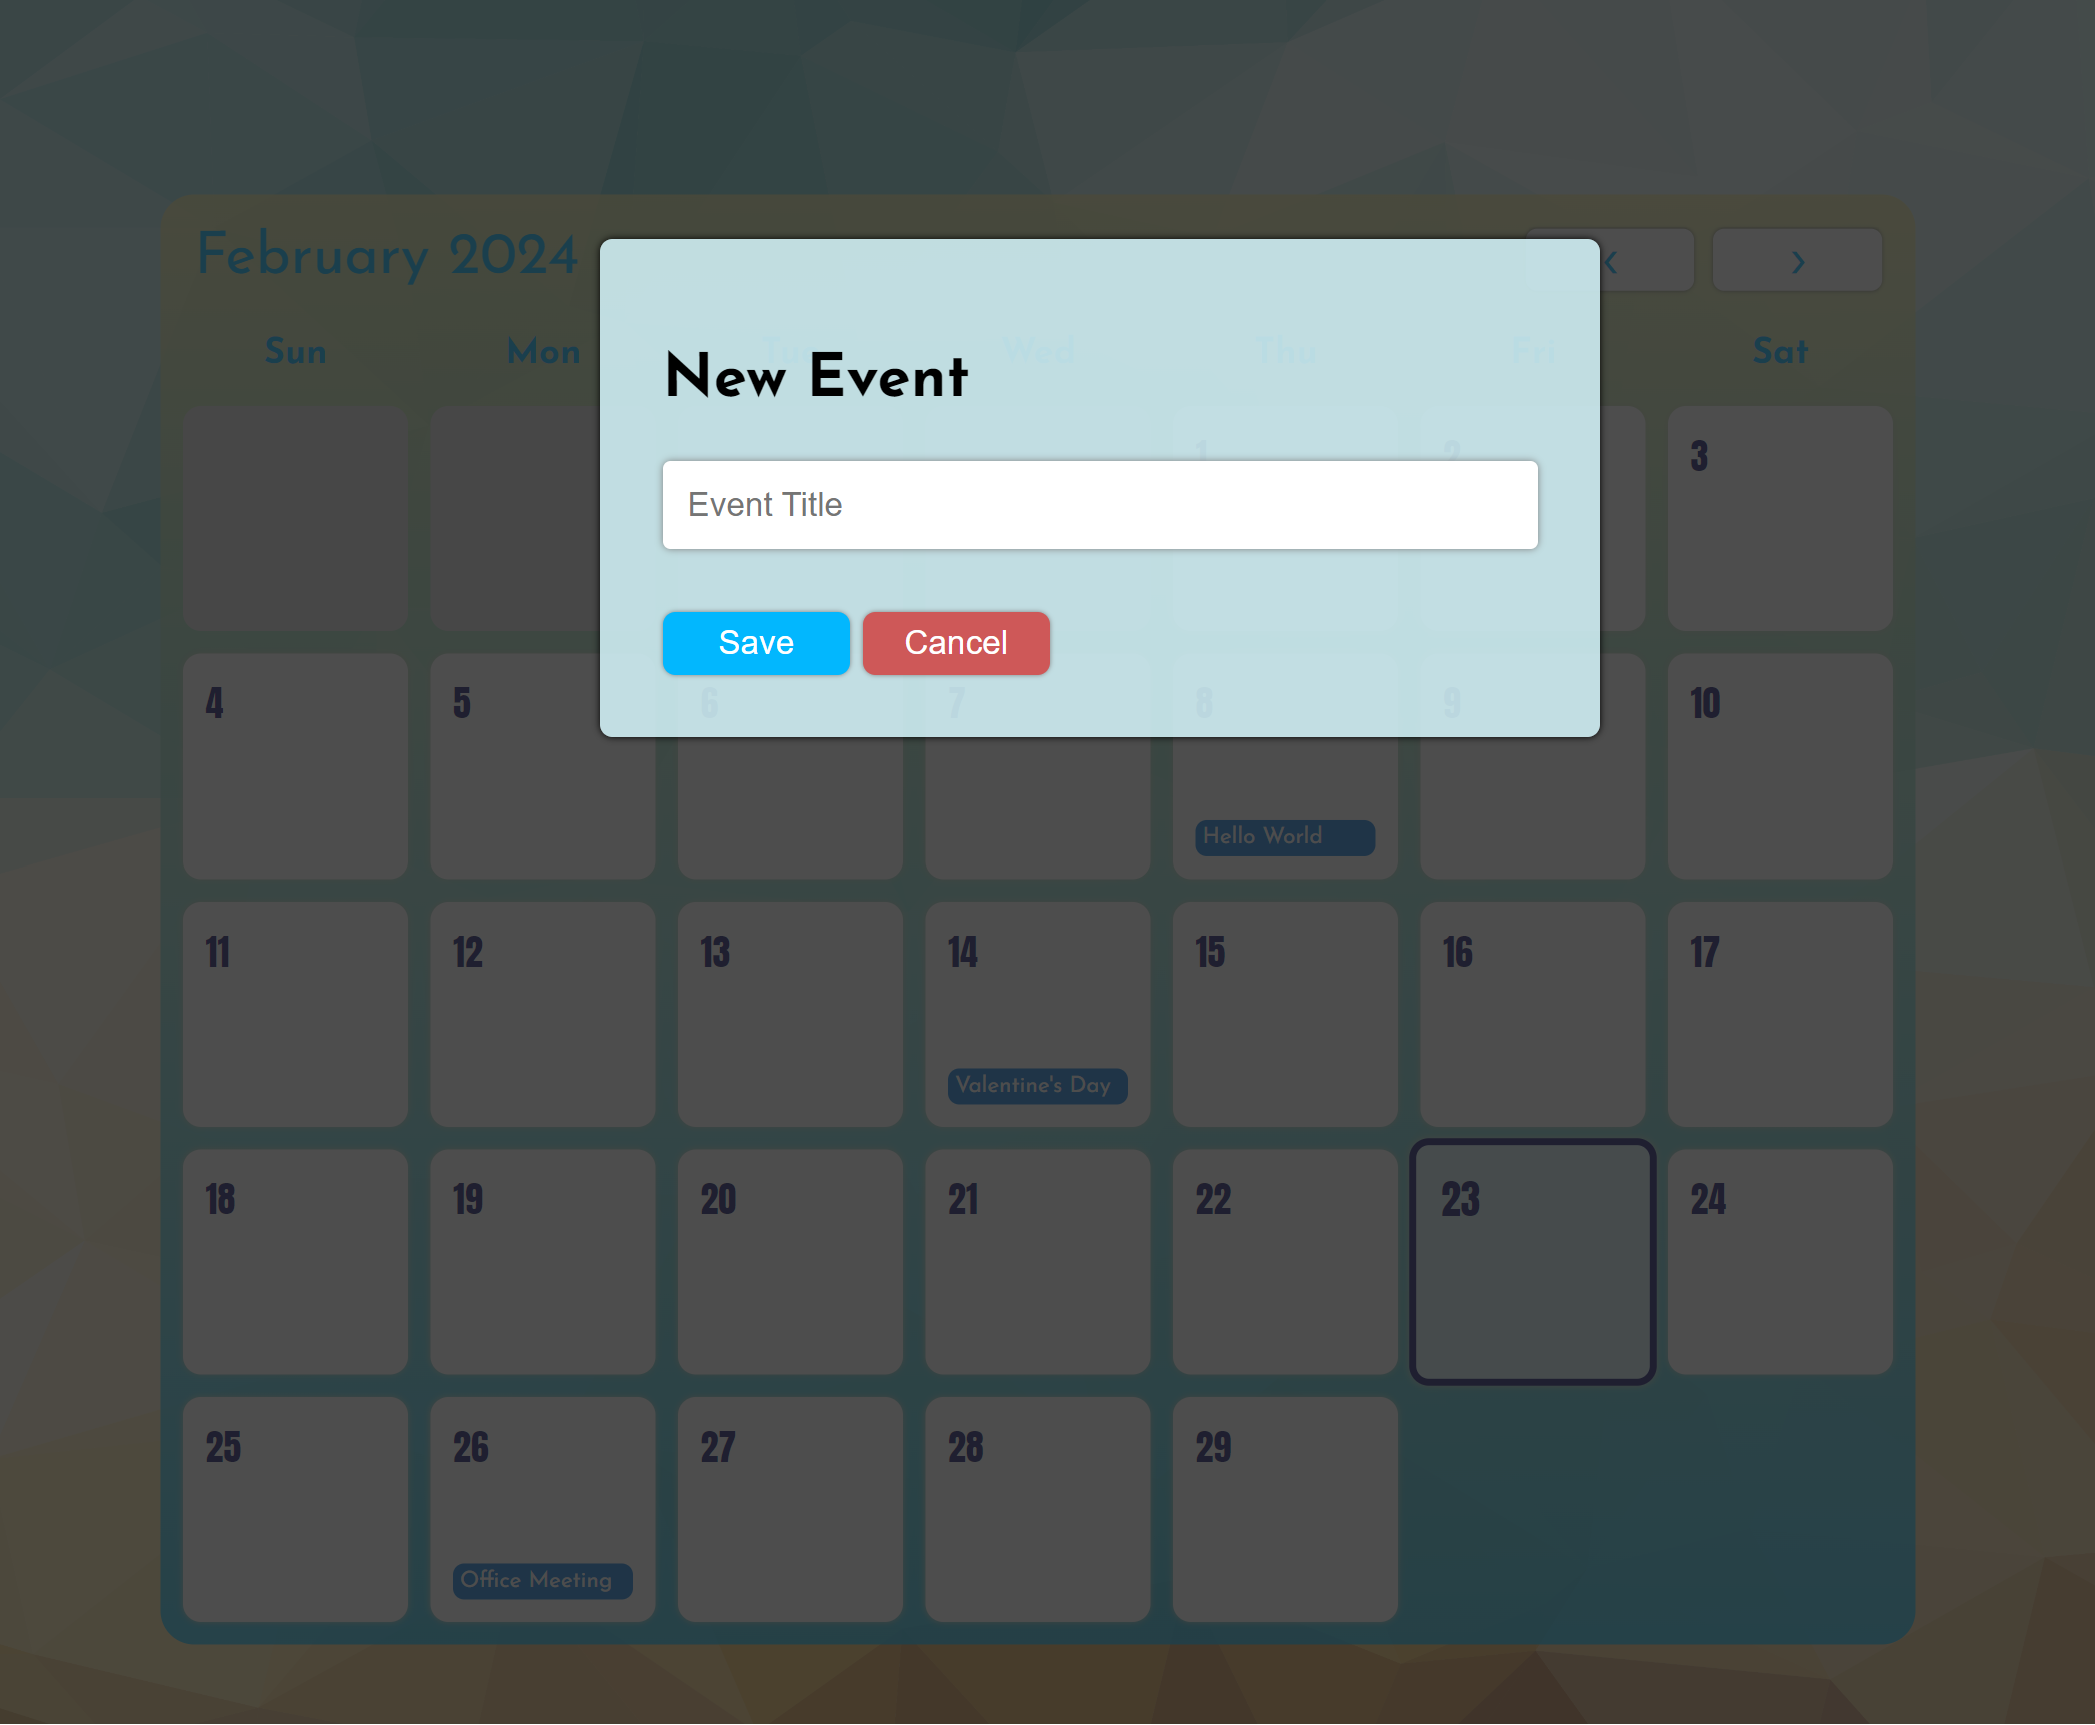 February 2024
‹ ›
Sun Mon Tue Wed Thu Fri Sat
New Event
1 2 3
Event Title
Save Cancel
4 5 6 7 8 9 10
Hello World
11 12 13 14 15 16 17
Valentine's Day
18 19 20 21 22 23 24
25 26 27 28 29
Office Meeting